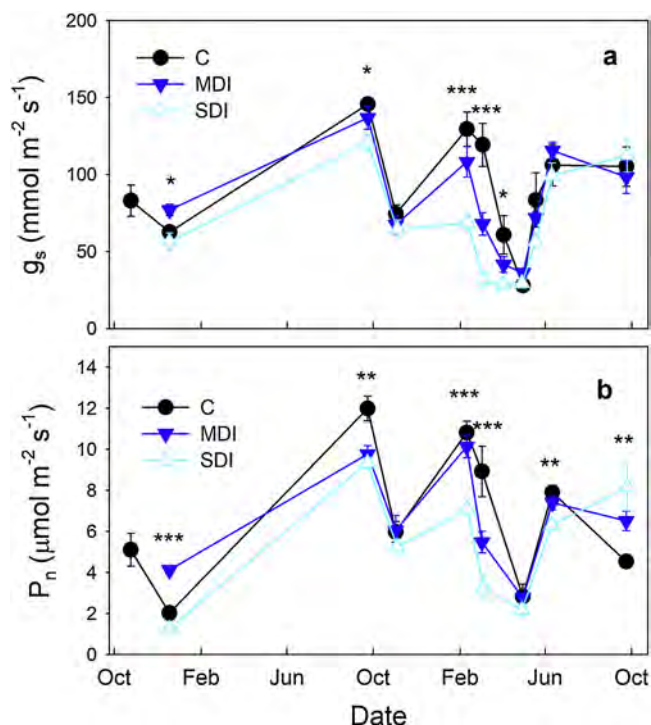 200
150
100
50
0
gₛ (mmol m⁻² s⁻¹)
a
C
MDI
SDI
*
*
***
***
*
14
12
10
8
6
4
2
0
Pₙ (μmol m⁻² s⁻¹)
b
C
MDI
SDI
***
**
***
***
**
**
Oct Feb Jun Oct Feb Jun Oct
Date